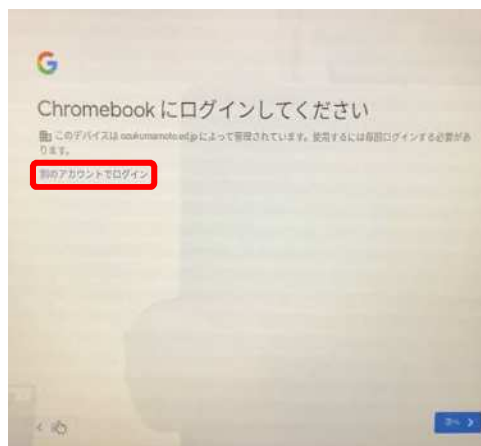 G
Chromebook にログインしてください
このデバイスは ozukumamoto.ed.jp によって管理されています。使用するには毎回ログインする必要があ
ります。
別のアカウントでログイン
次へ